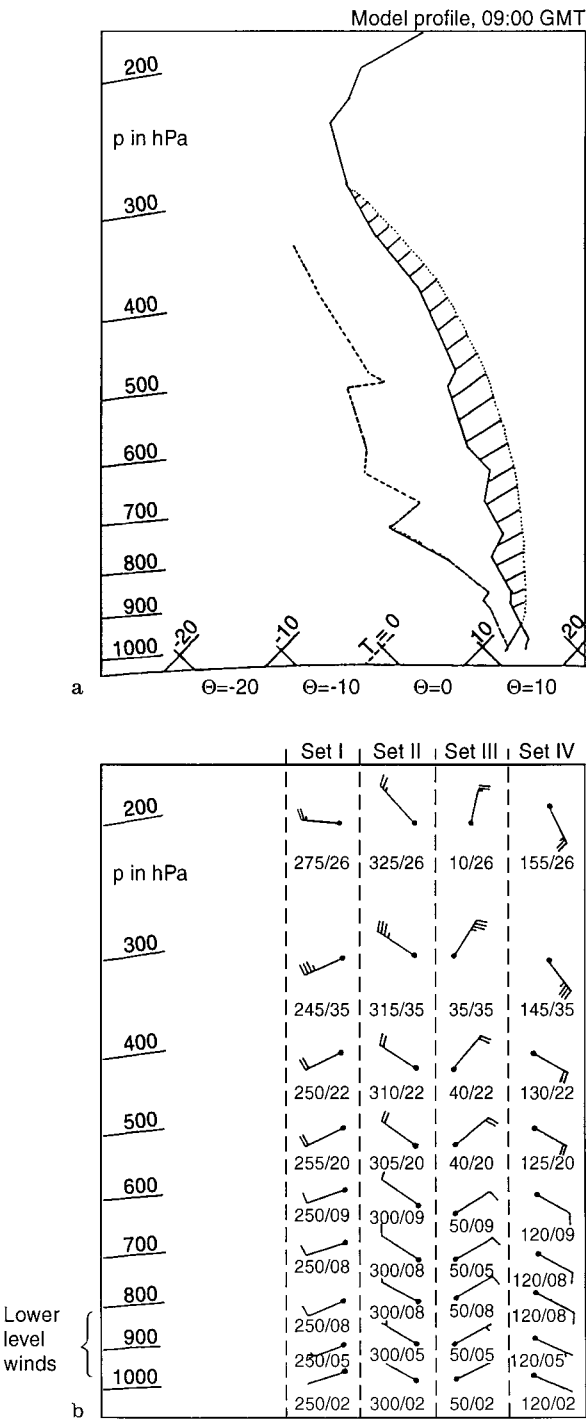 Model profile, 09:00 GMT
200
p in hPa
300
400
500
600
700
800
900
1000
-20 -10 T = 0 10 20
a Θ=-20 Θ=-10 Θ=0 Θ=10
Set I Set II Set III Set IV
200
275/26 325/26 10/26 155/26
p in hPa
300
245/35 315/35 35/35 145/35
400
250/22 310/22 40/22 130/22
500
255/20 305/20 40/20 125/20
600
250/09 300/09 50/09 120/09
700
250/08 300/08 50/05 120/08
800
250/08 300/08 50/08 120/08
Lower
level
winds
900
250/05 300/05 50/05 120/05
1000
b 250/02 300/02 50/02 120/02